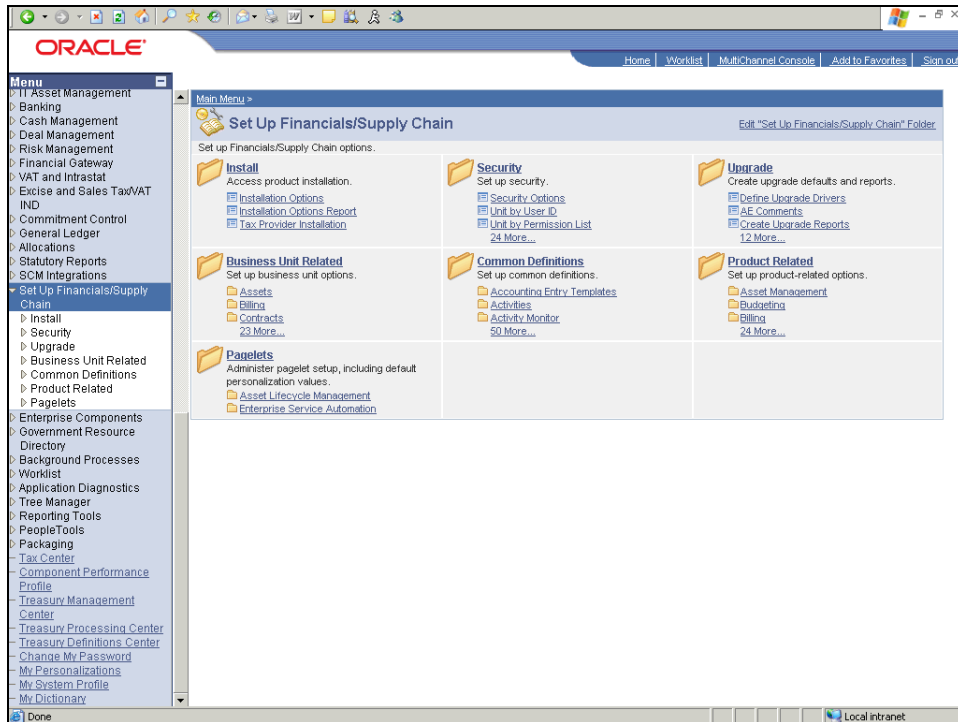 ORACLE'
Home
Worklist
MultiChannel Console
Add to Favorites
Sign out
Menu
IT Asset Management
Banking
Cash Management
Deal Management
Risk Management
Financial Gateway
VAT and Intrastat
Excise and Sales Tax/VAT
IND
Commitment Control
General Ledger
Allocations
Statutory Reports
SCM Integrations
Set Up Financials/Supply
Chain
Install
Security
Upgrade
Business Unit Related
Common Definitions
Product Related
Pagelets
Enterprise Components
Government Resource
Directory
Background Processes
Worklist
Application Diagnostics
Tree Manager
Reporting Tools
PeopleTools
Packaging
Tax Center
Component Performance
Profile
Treasury Management
Center
Treasury Processing Center
Treasury Definitions Center
Change My Password
My Personalizations
My System Profile
My Dictionary
Main Menu >
Set Up Financials/Supply Chain
Edit "Set Up Financials/Supply Chain" Folder
Set up Financials/Supply Chain options.
Install
Access product installation.
Installation Options
Installation Options Report
Tax Provider Installation
Security
Set up security.
Security Options
Unit by User ID
Unit by Permission List
24 More...
Upgrade
Create upgrade defaults and reports.
Define Upgrade Drivers
AE Comments
Create Upgrade Reports
12 More...
Business Unit Related
Set up business unit options.
Assets
Billing
Contracts
23 More...
Common Definitions
Set up common definitions.
Accounting Entry Templates
Activities
Activity Monitor
50 More...
Product Related
Set up product-related options.
Asset Management
Budgeting
Billing
24 More...
Pagelets
Administer pagelet setup, including default
personalization values.
Asset Lifecycle Management
Enterprise Service Automation
Done
Local intranet